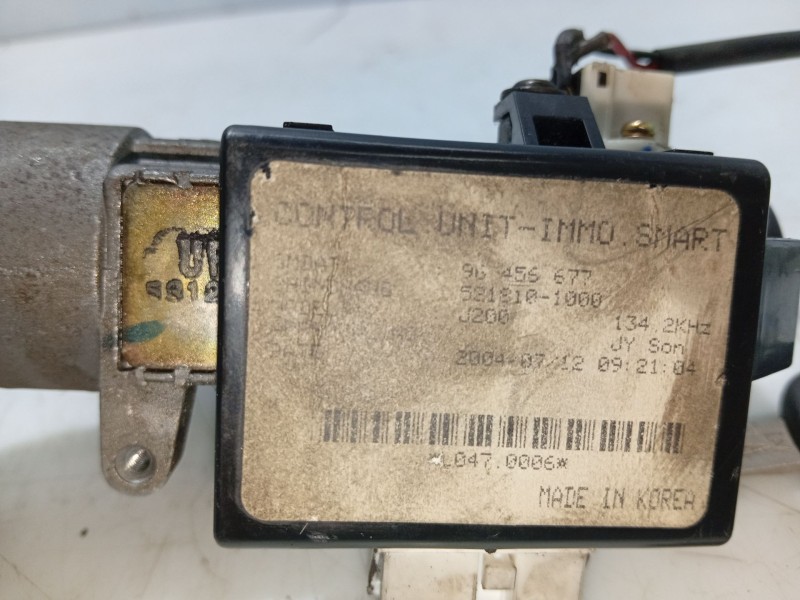 CONTROL UNIT-IMMO.SMART
96 456 677
531310-1000
J200 134.2KHz
JY Son
2004-07/12 09:21:04
*L047.0006*
MADE IN KOREA